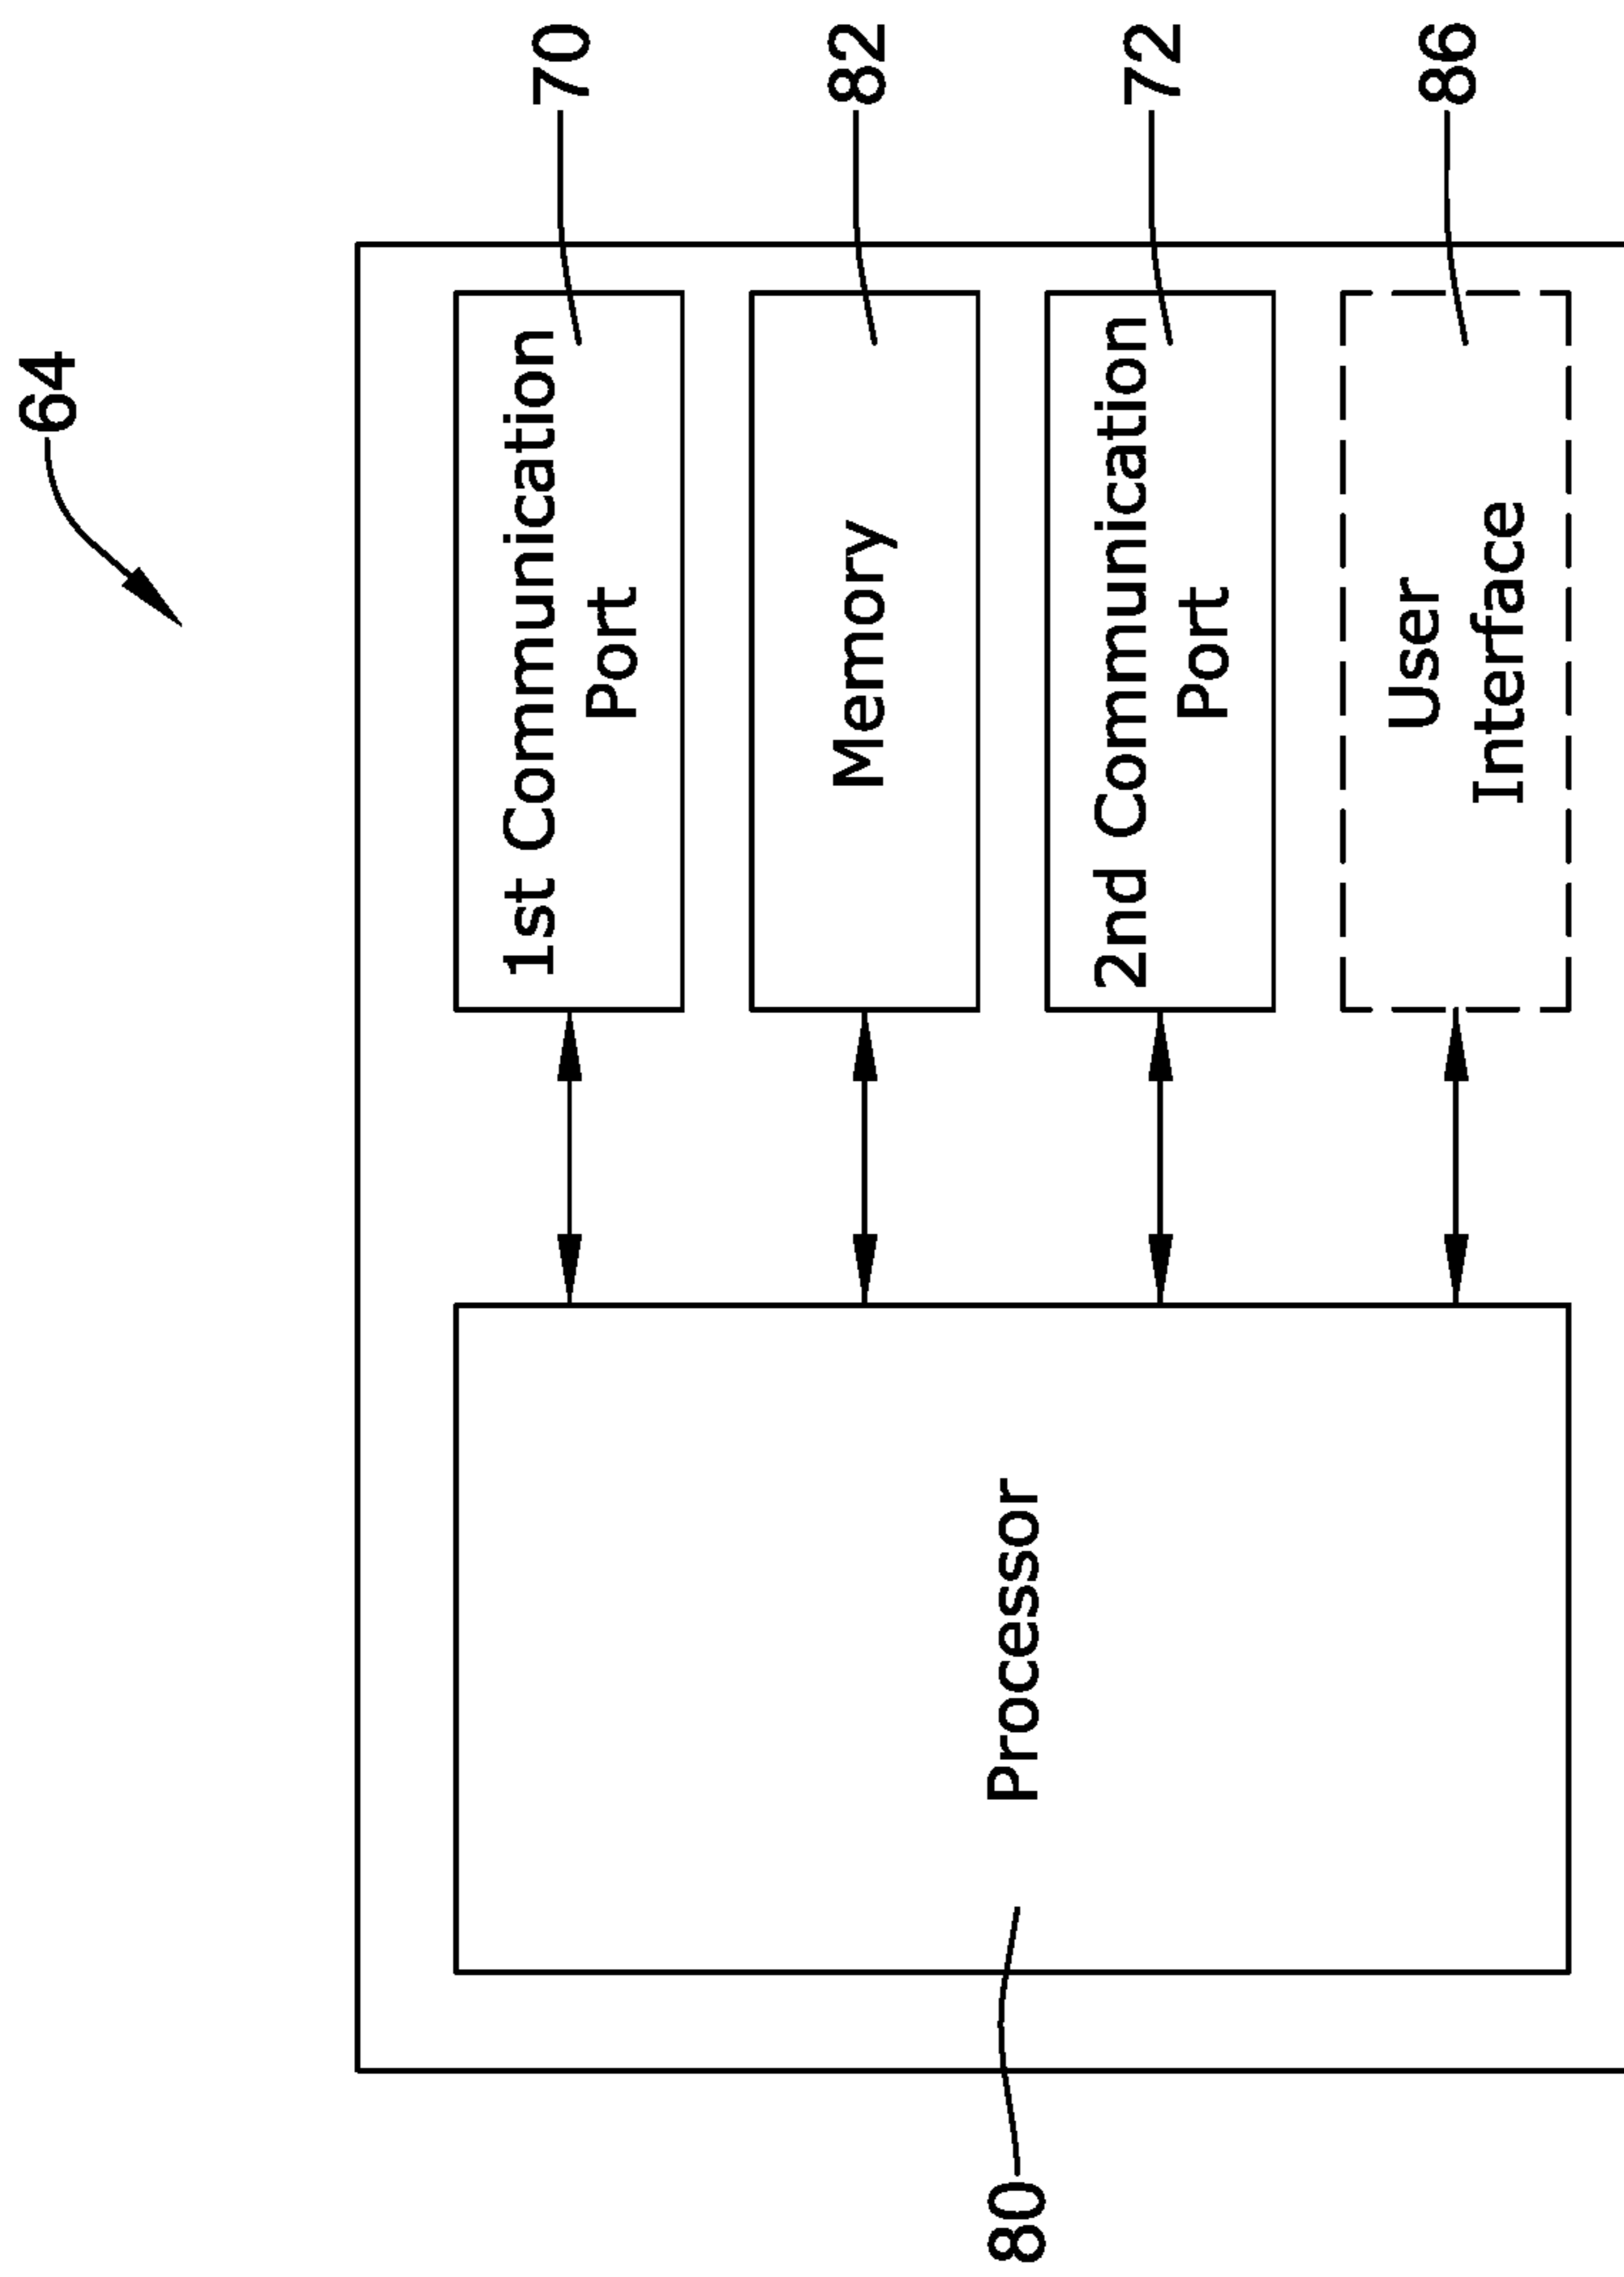 64
1st Communication
Port
70
Memory
82
2nd Communication
Port
72
User
Interface
86
Processor
80